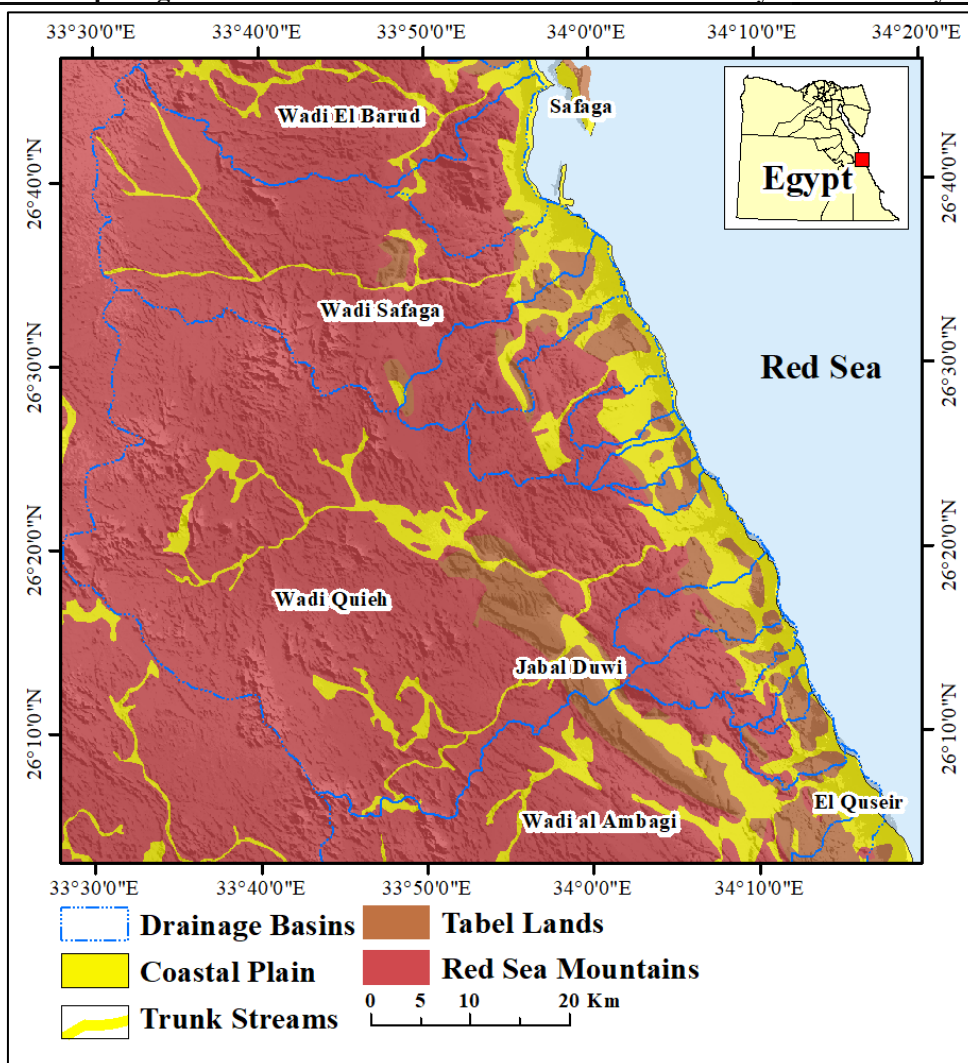 33°30'0"E 33°40'0"E 33°50'0"E 34°0'0"E 34°10'0"E 34°20'0"E
Wadi El Barud
Safaga
Egypt
26°40'0"N
26°40'0"N
Wadi Safaga
26°30'0"N
Red Sea
26°30'0"N
26°20'0"N
26°20'0"N
Wadi Quieh
Jabal Duwi
26°10'0"N
26°10'0"N
El Quseir
Wadi al Ambagi
33°30'0"E 33°40'0"E 33°50'0"E 34°0'0"E 34°10'0"E
Drainage Basins
Tabel Lands
Coastal Plain
Red Sea Mountains
Trunk Streams
0 5 10 20 Km